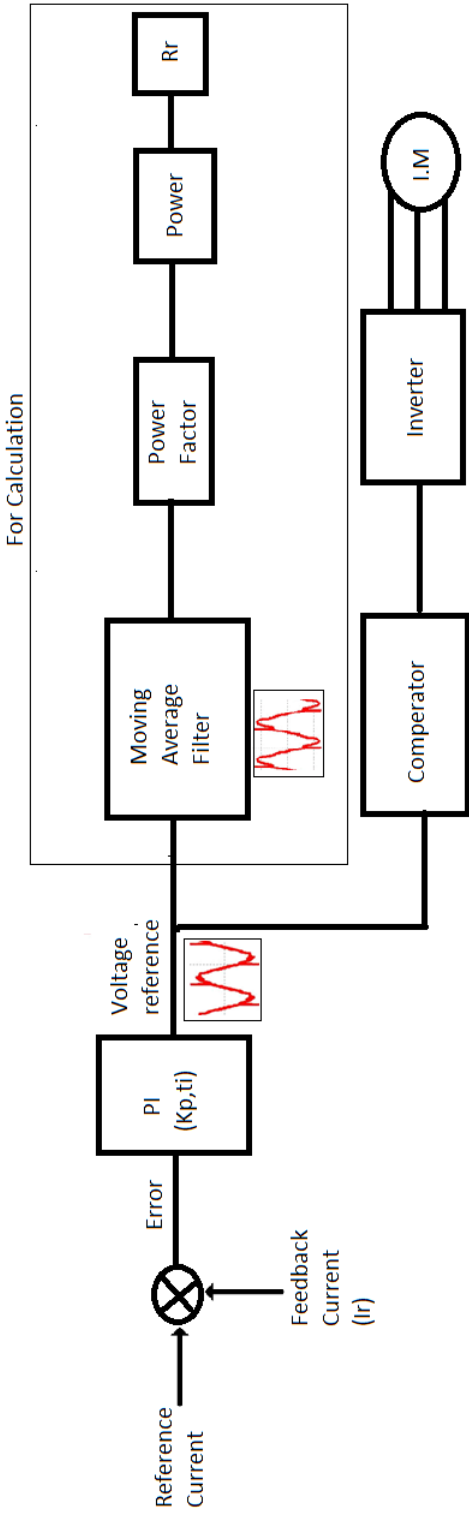 For Calculation
Reference
Current
Feedback
Current
(Ir)
Error
PI
(Kp,ti)
Voltage
reference
Moving
Average
Filter
Power
Factor
Power
Rr
Comperator
Inverter
I.M